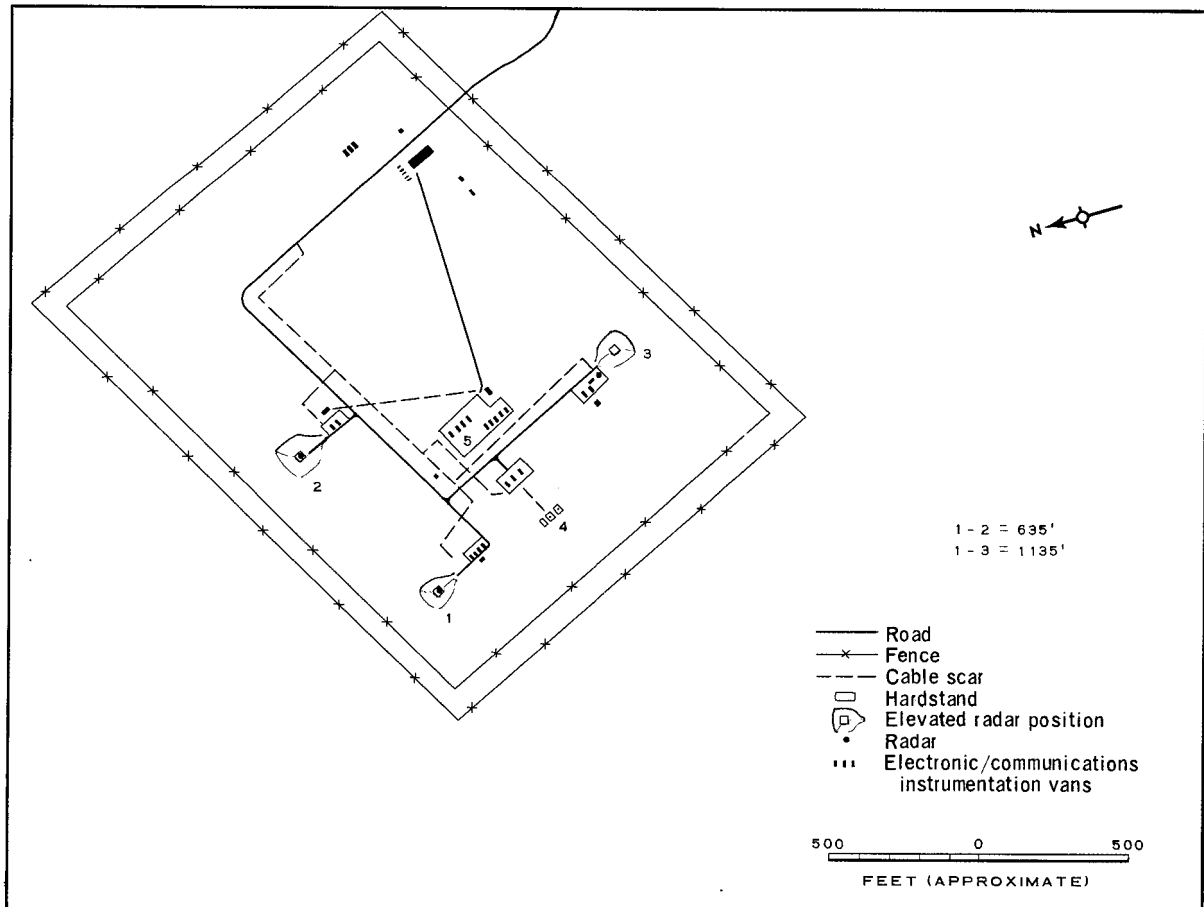 N
3
5
2
4
1
1 - 2 = 635'
1 - 3 = 1135'
Road
Fence
Cable scar
Hardstand
Elevated radar position
Radar
Electronic/communications
instrumentation vans
500 0 500
FEET (APPROXIMATE)